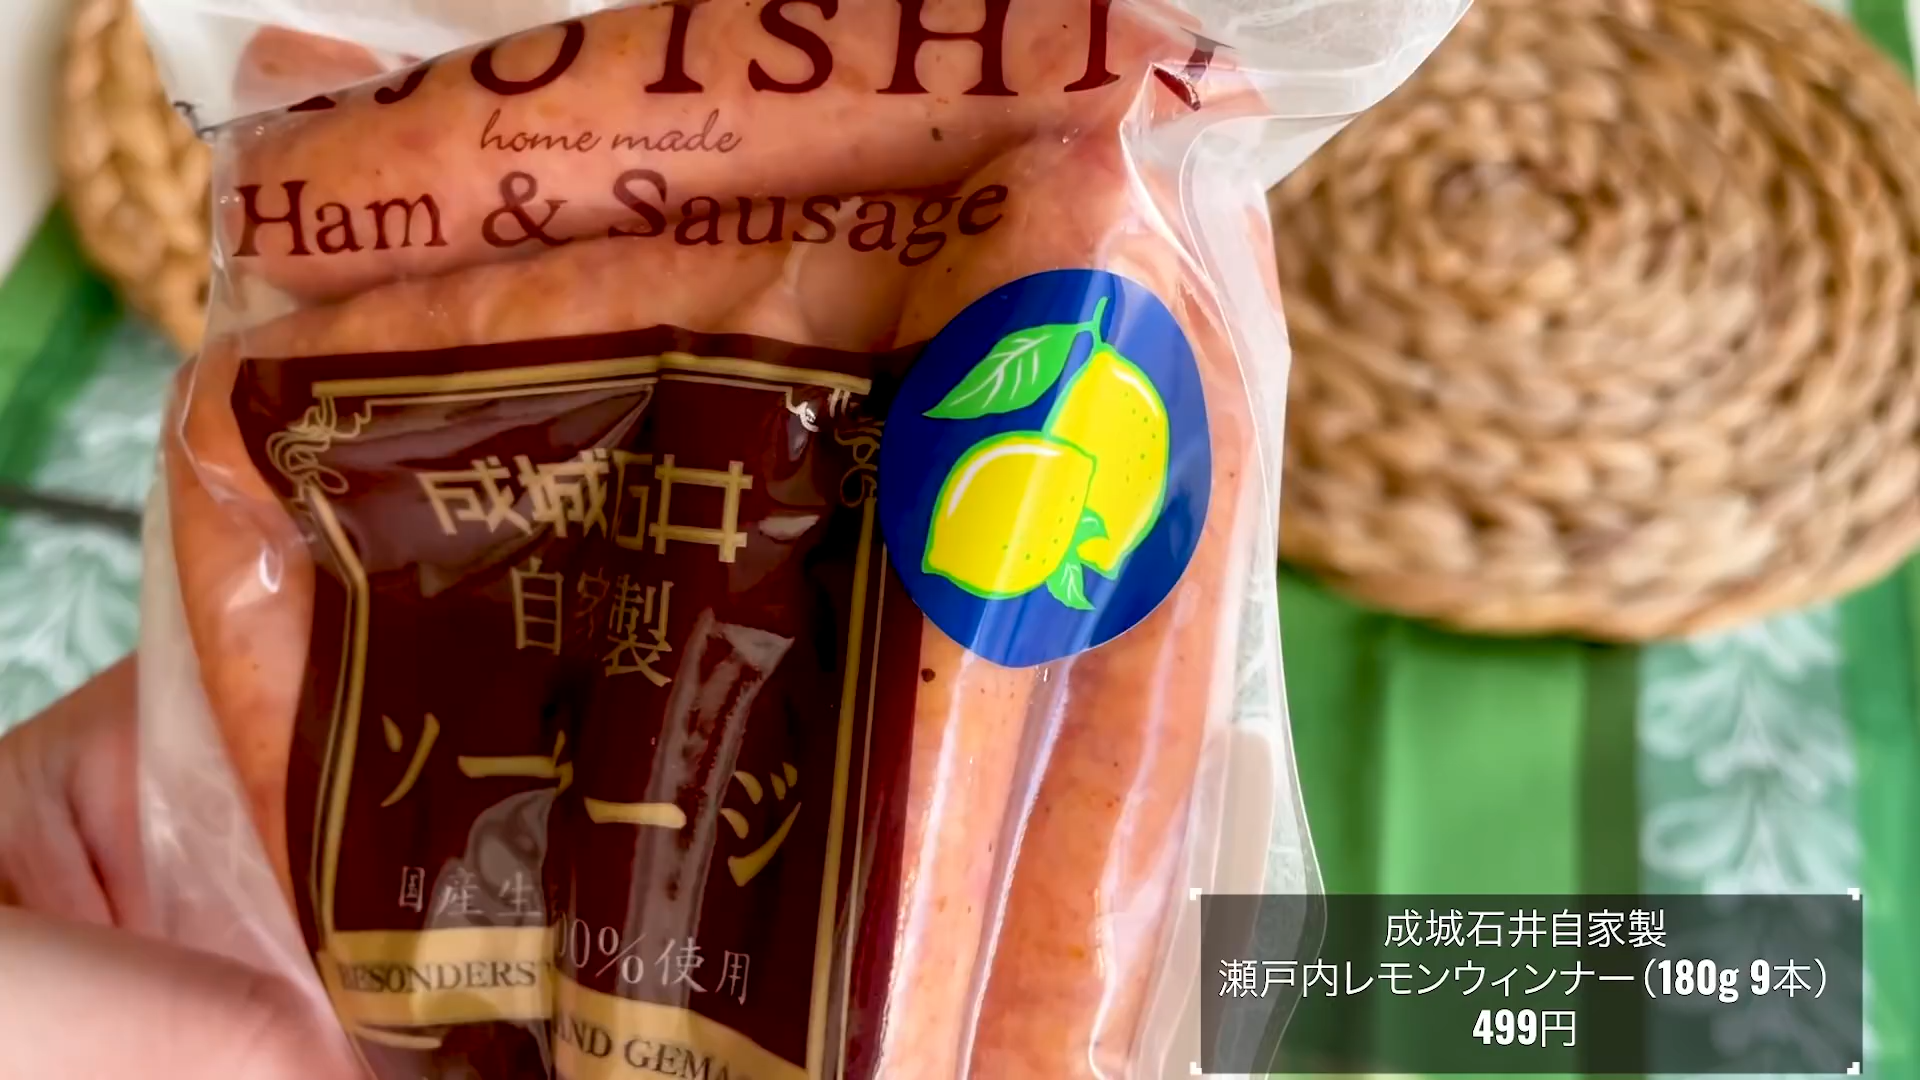 home made
Ham & Sausage
成城石井
自家製
ソーセージ
国産生
00%使用
BESONDERS
AND GEMA
成城石井自家製
瀬戸内レモンウィンナー(180g 9本)
499円